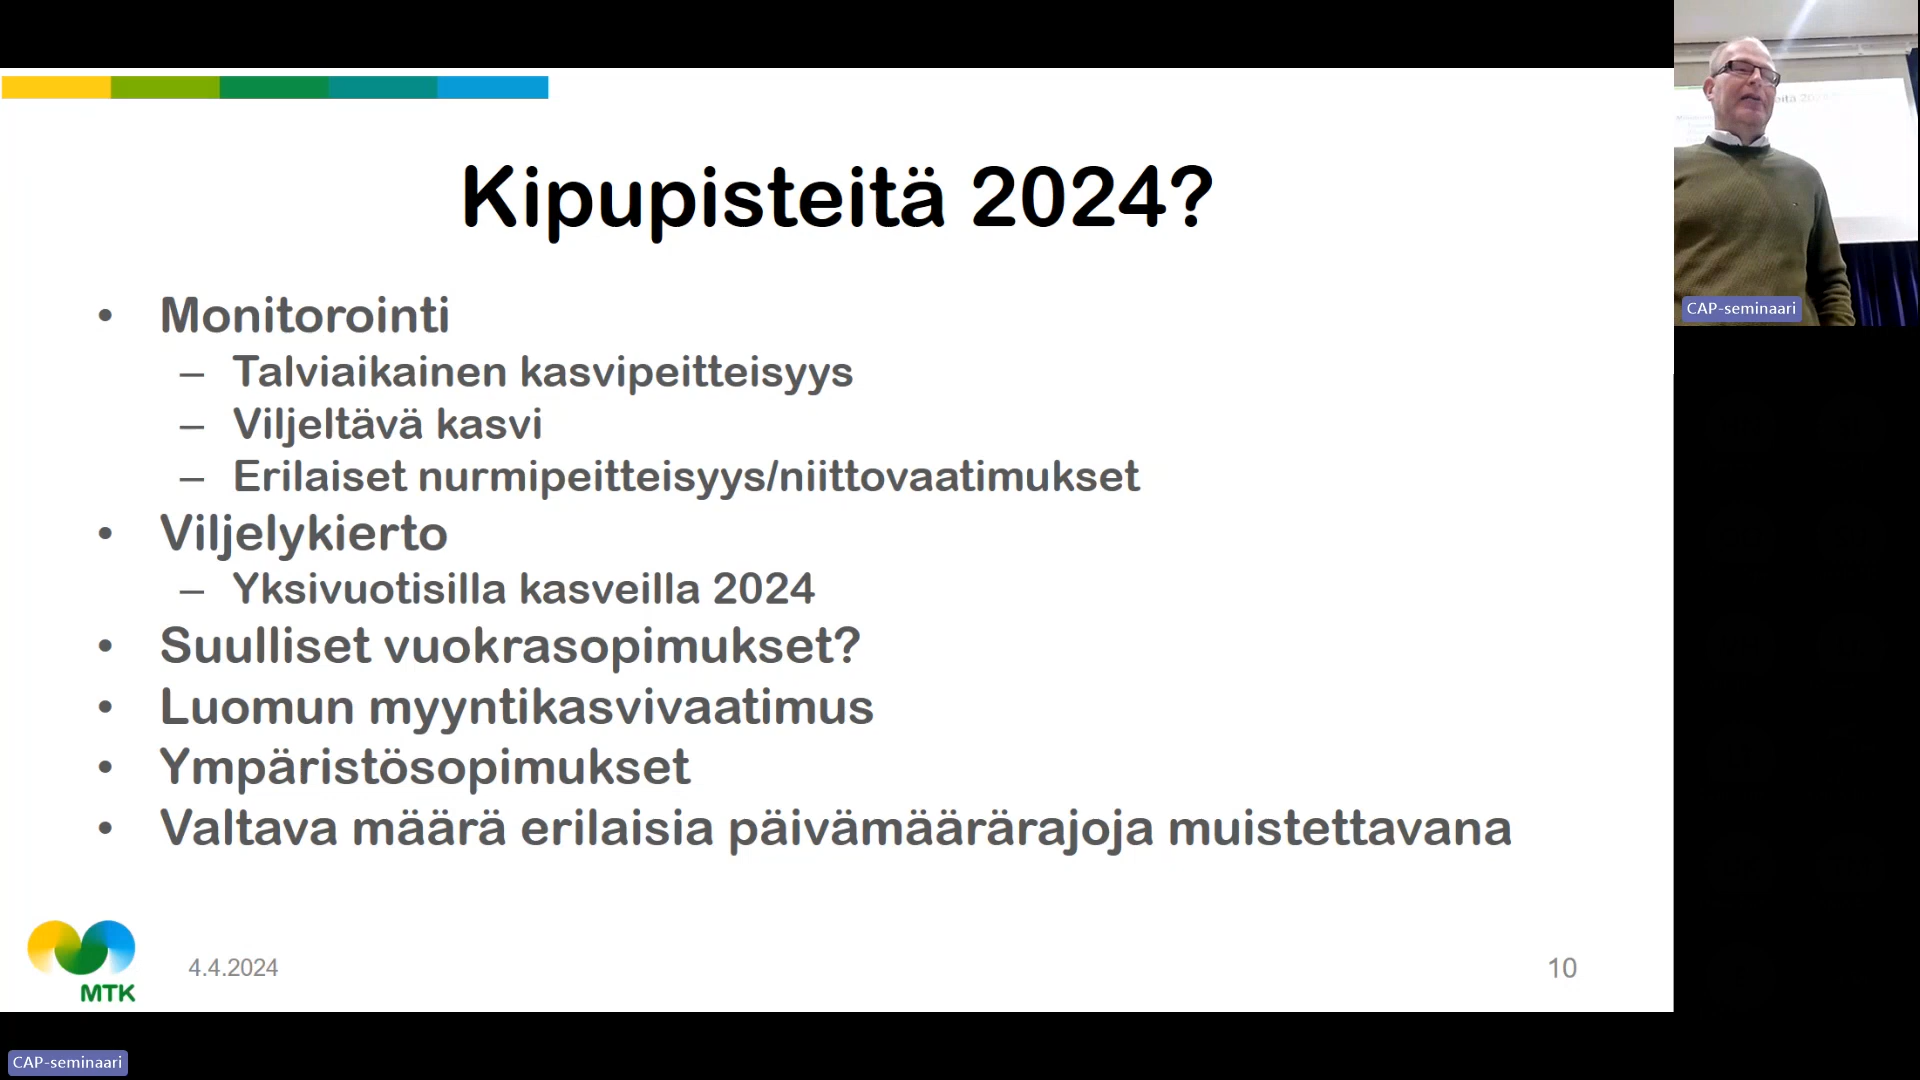 Kipupisteitä 2024?
• Monitorointi
– Talviaikainen kasvipeitteisyys
– Viljeltävä kasvi
– Erilaiset nurmipeitteisyys/niittovaatimukset
• Viljelykierto
– Yksivuotisilla kasveilla 2024
• Suulliset vuokrasopimukset?
• Luomun myyntikasvivaatimus
• Ympäristösopimukset
• Valtava määrä erilaisia päivämäärärajoja muistettavana
MTK
4.4.2024
10
CAP-seminaari
CAP-seminaari